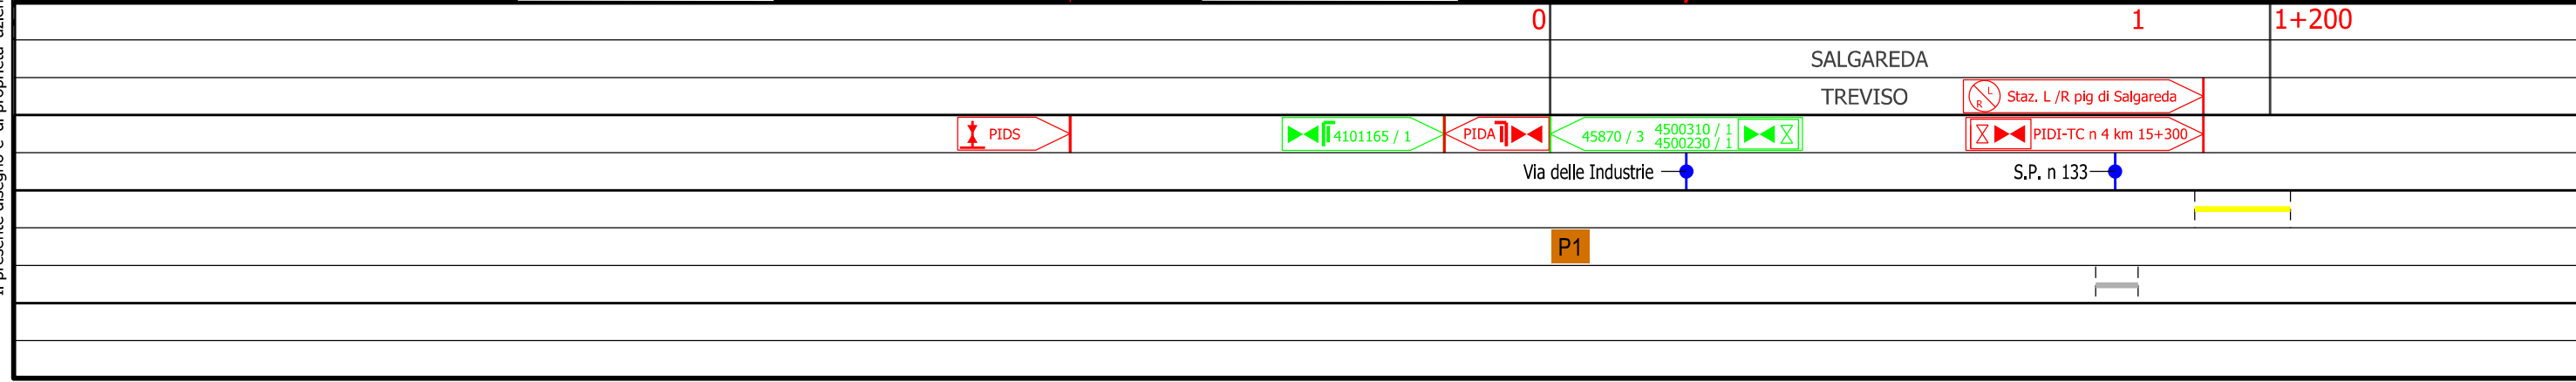 0 1 1+200
SALGAREDA
TREVISO
L R Staz. L /R pig di Salgareda
PIDS
4101165 / 1
PIDA
45870 / 3
4500310 / 1
4500230 / 1
PIDI-TC n 4 km 15+300
Via delle Industrie
S.P. n 133
P1